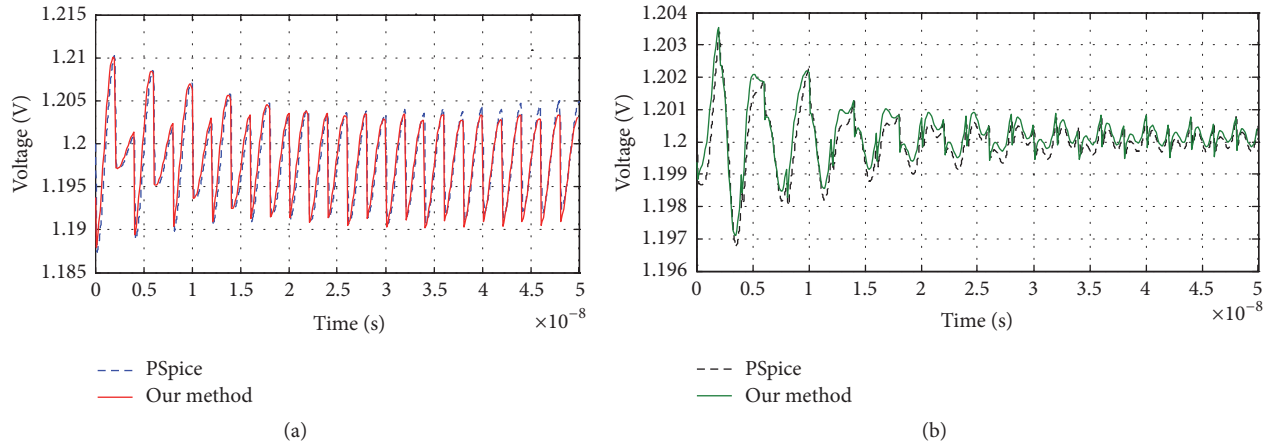 1.215
1.21
1.205
1.2
1.195
1.19
1.185
Voltage (V)
0 0.5 1 1.5 2 2.5 3 3.5 4 4.5 5
Time (s)
×10−8
PSpice
Our method
(a)
1.204
1.203
1.202
1.201
1.20
1.199
1.198
1.197
1.196
Voltage (V)
0 0.5 1 1.5 2 2.5 3 3.5 4 4.5 5
Time (s)
×10−8
PSpice
Our method
(b)